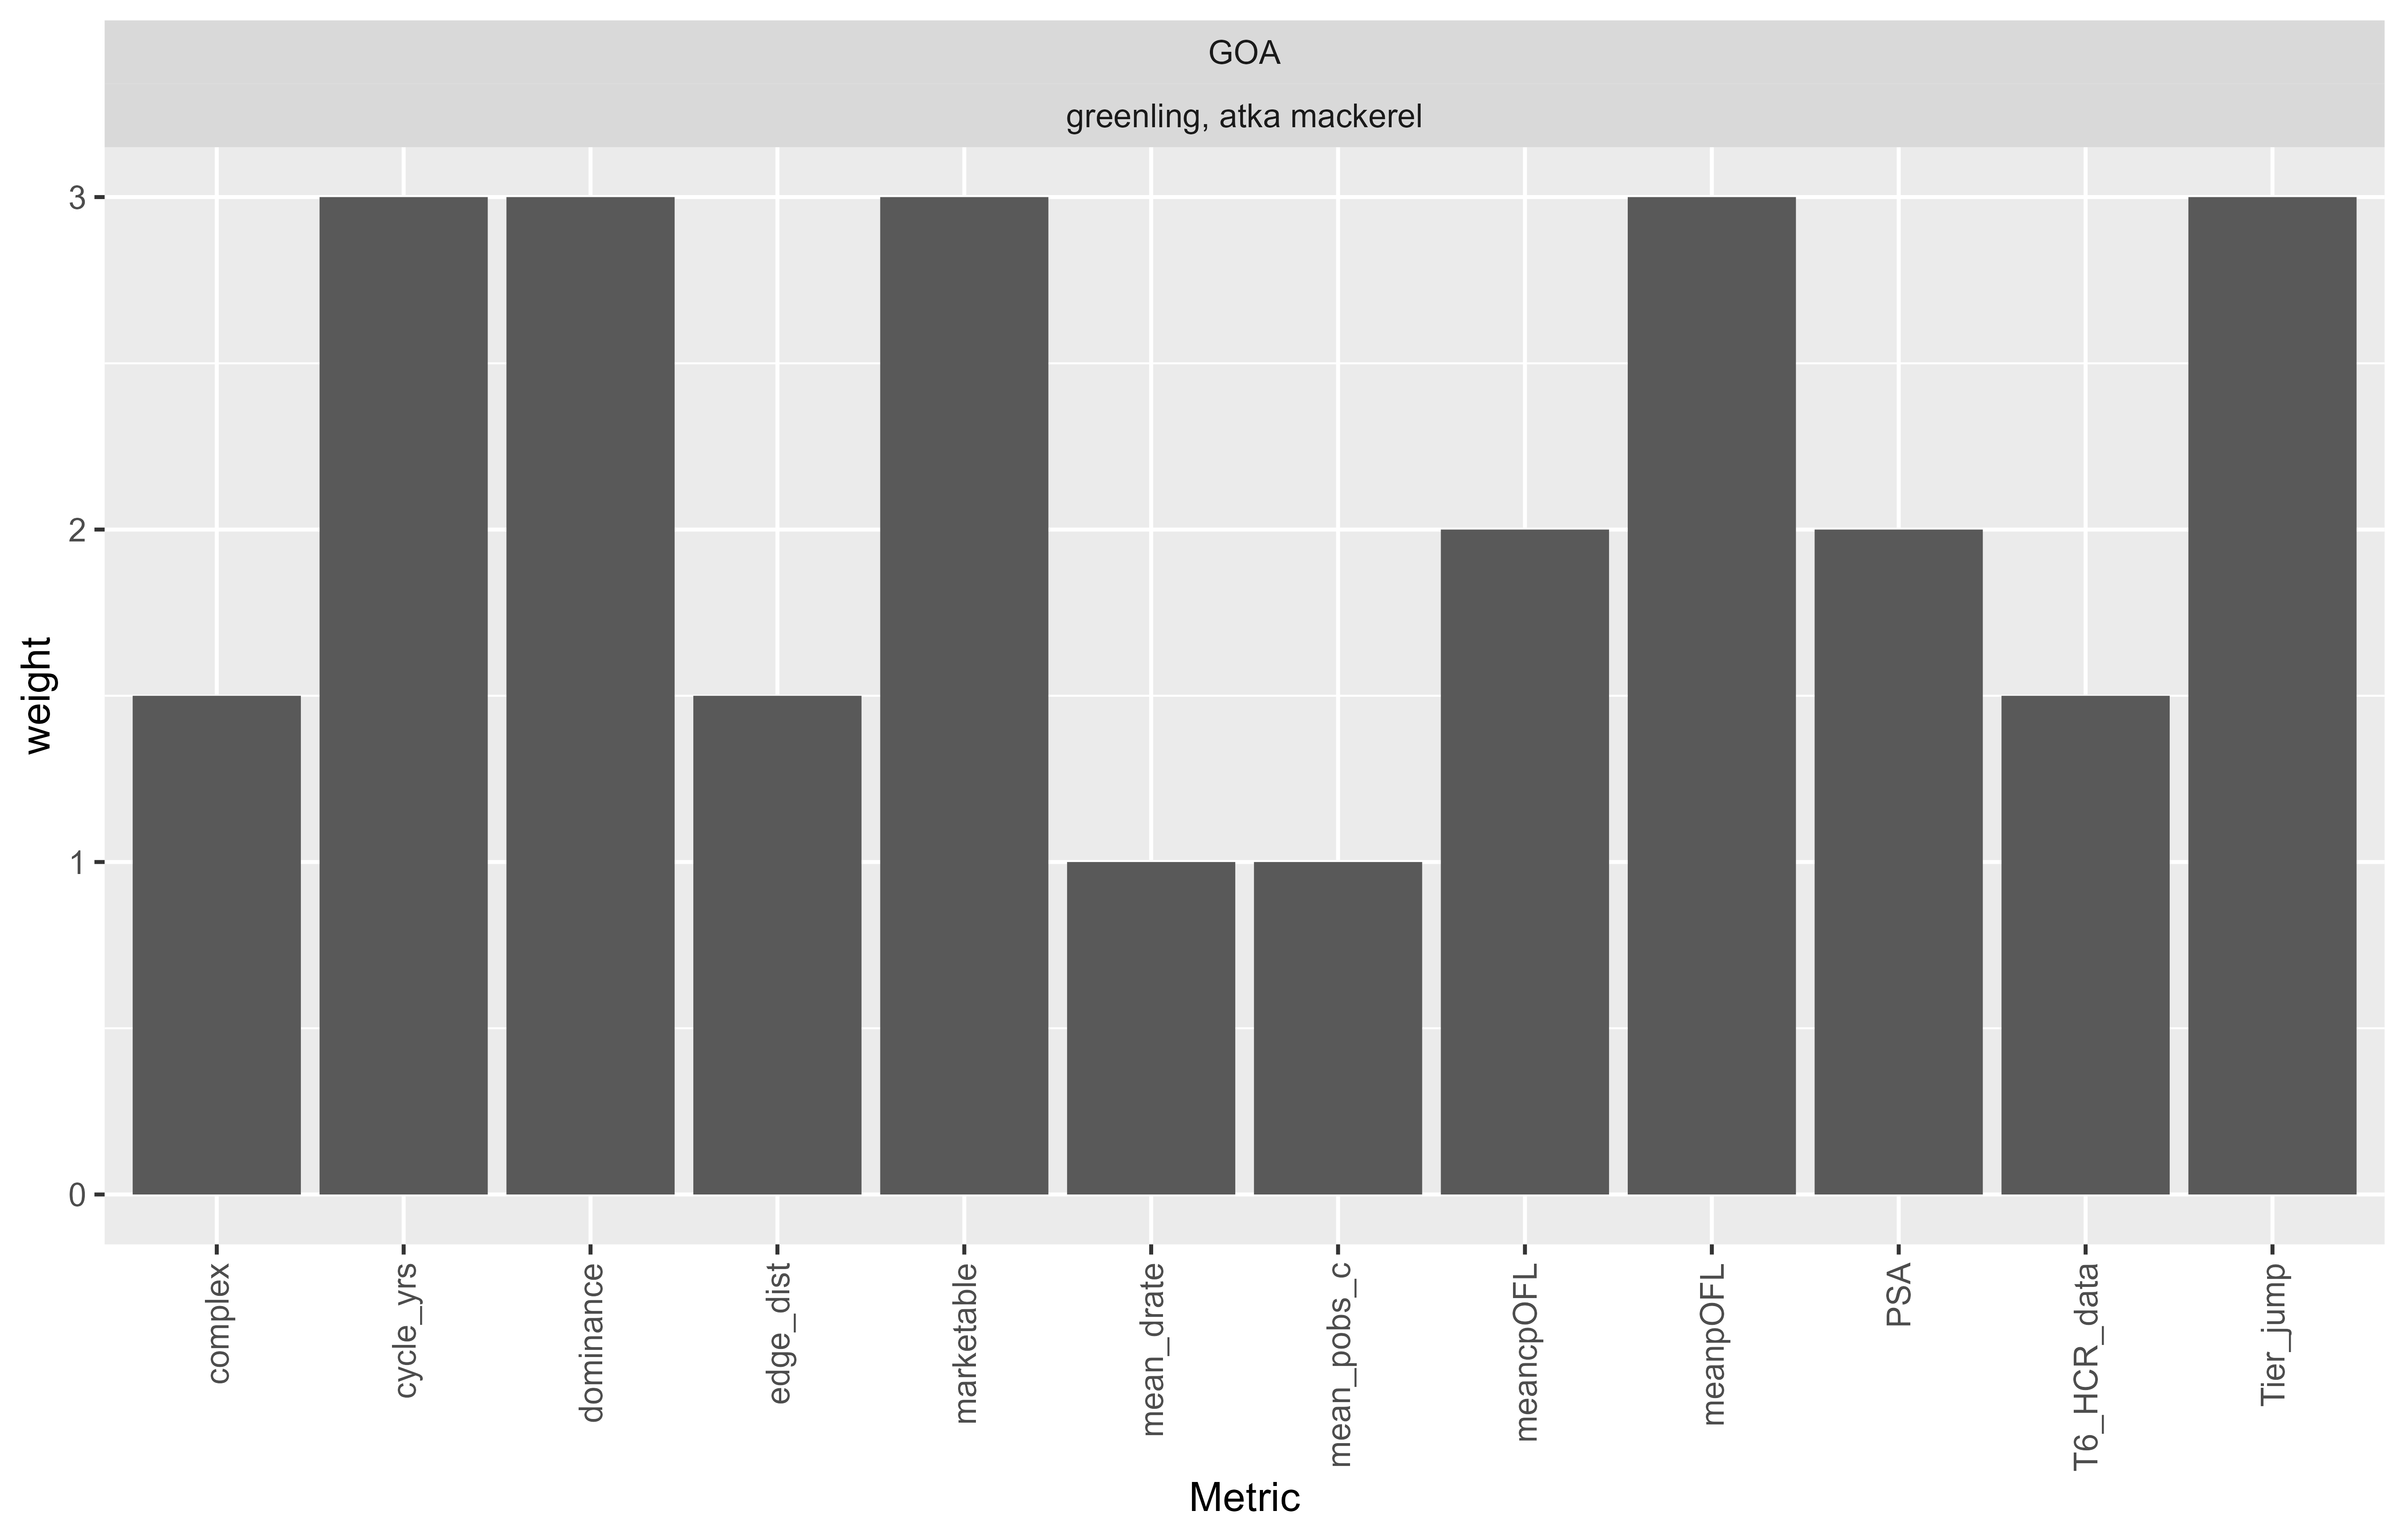 GOA
greenling, atka mackerel
3
2
1
0
weight
complex
cycle_yrs
dominance
edge_dist
marketable
mean_drate
mean_pobs_c
meancpOFL
meanpOFL
PSA
T6_HCR_data
Tier_jump
Metric